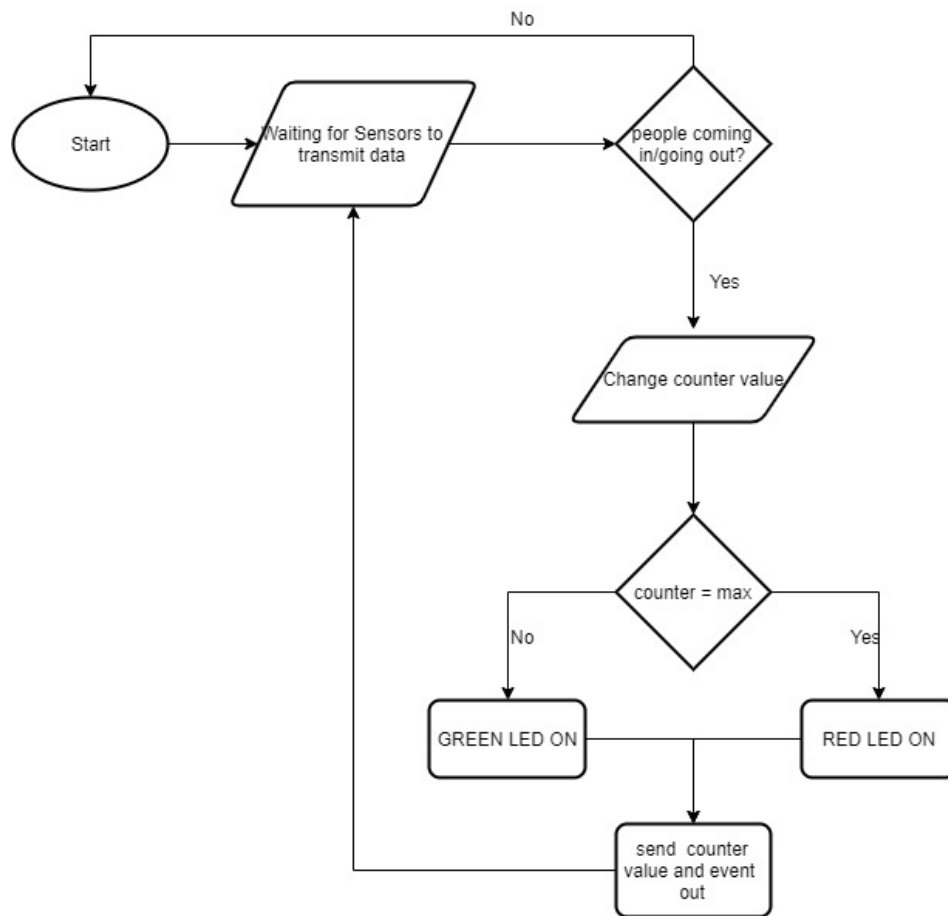 No
Start
Waiting for Sensors to
transmit data
people coming
in/going out?
Yes
Change counter value
counter = max
No
Yes
GREEN LED ON
RED LED ON
send counter
value and event
out